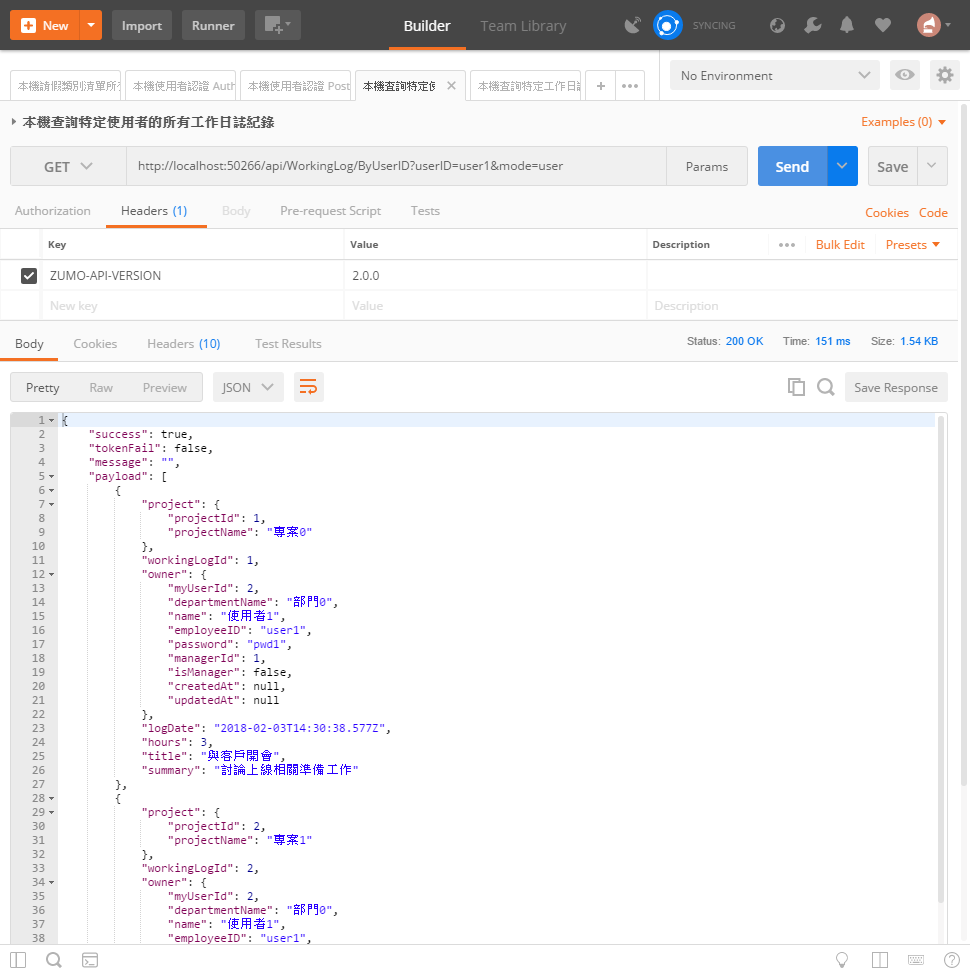 New Import Runner Builder Team Library SYNCING
本機請假類別清單所 本機使用者認證 Auth 本機使用者認證 Post 本機查詢特定使 本機查詢特定工作日誌 No Environment
本機查詢特定使用者的所有工作日誌紀錄 Examples (0)
GET http://localhost:50266/api/WorkingLog/ByUserID?userID=user1&mode=user Params Send Save
Authorization Headers (1) Body Pre-request Script Tests Cookies Code
Key Value Description Bulk Edit Presets
ZUMO-API-VERSION 2.0.0
New key Value Description
Body Cookies Headers (10) Test Results Status: 200 OK Time: 151 ms Size: 1.54 KB
Pretty Raw Preview JSON Save Response
1 {
2 "success": true,
3 "tokenFail": false,
4 "message": "",
5 "payload": [
6 {
7 "project": {
8 "projectId": 1,
9 "projectName": "專案0"
10 },
11 "workingLogId": 1,
12 "owner": {
13 "myUserId": 2,
14 "departmentName": "部門0",
15 "name": "使用者1",
16 "employeeID": "user1",
17 "password": "pwd1",
18 "managerId": 1,
19 "isManager": false,
20 "createdAt": null,
21 "updatedAt": null
22 },
23 "logDate": "2018-02-03T14:30:38.577Z",
24 "hours": 3,
25 "title": "與客戶開會",
26 "summary": "討論上線相關準備工作"
27 },
28 {
29 "project": {
30 "projectId": 2,
31 "projectName": "專案1"
32 },
33 "workingLogId": 2,
34 "owner": {
35 "myUserId": 2,
36 "departmentName": "部門0",
37 "name": "使用者1",
38 "employeeID": "user1",